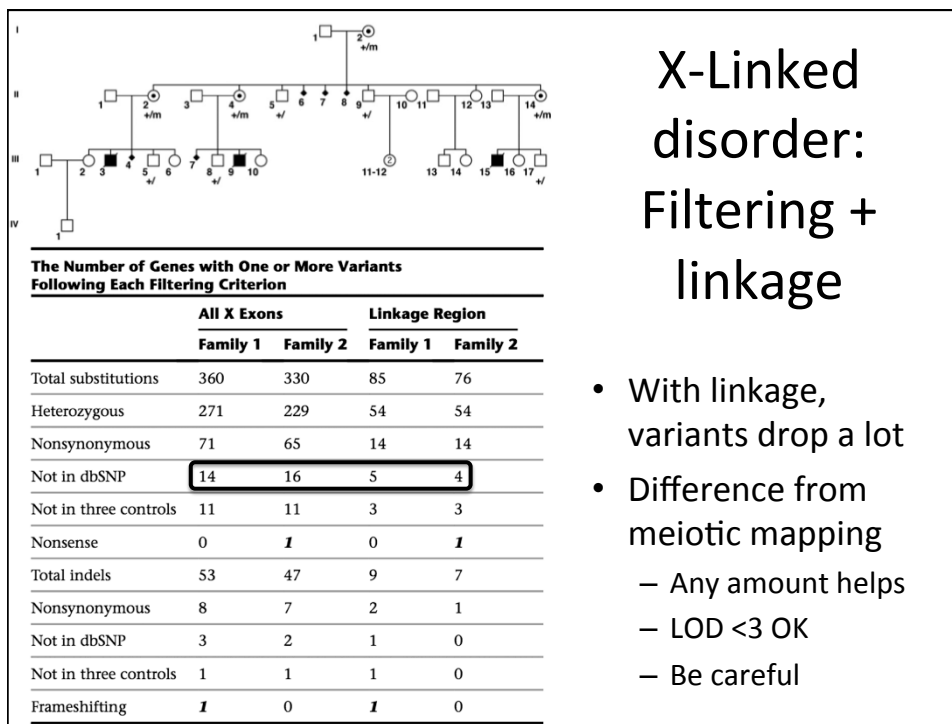 I
1
2
+/m
II
1
2
+/m
3
4
+/m
5
+/
6
7
8
9
+/
10
11
12
13
14
+/m
III
1
2
3
4
5
+/
6
7
8
+/
9
10
11-12
2
13
14
15
16
17
+/
IV
1
The Number of Genes with One or More Variants
Following Each Filtering Criterion
All X Exons Linkage Region
Family 1 Family 2 Family 1 Family 2
Total substitutions 360 330 85 76
Heterozygous 271 229 54 54
Nonsynonymous 71 65 14 14
Not in dbSNP 14 16 5 4
Not in three controls 11 11 3 3
Nonsense 0 1 0 1
Total indels 53 47 9 7
Nonsynonymous 8 7 2 1
Not in dbSNP 3 2 1 0
Not in three controls 1 1 1 0
Frameshifting 1 0 1 0
X-Linked
disorder:
Filtering +
linkage
• With linkage,
variants drop a lot
• Difference from
meiotic mapping
– Any amount helps
– LOD <3 OK
– Be careful